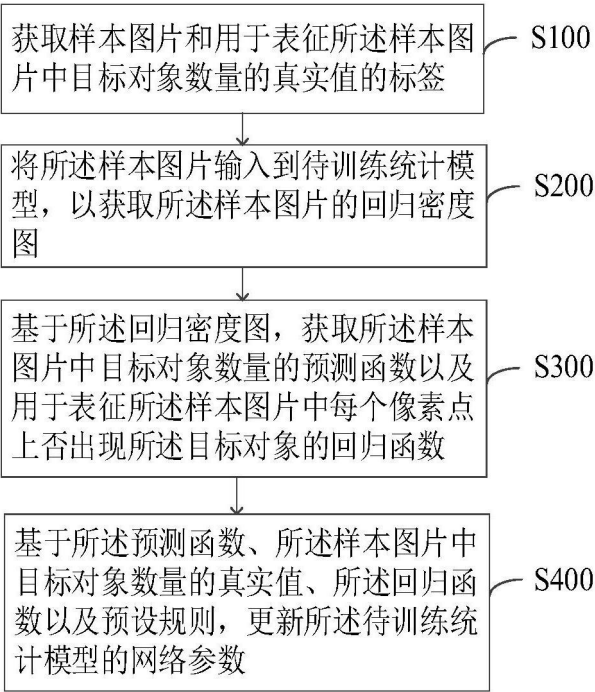 获取样本图片和用于表征所述样本图
片中目标对象数量的真实值的标签
S100
将所述样本图片输入到待训练统计模
型，以获取所述样本图片的回归密度
图
S200
基于所述回归密度图，获取所述样本
图片中目标对象数量的预测函数以及
用于表征所述样本图片中每个像素点
上否出现所述目标对象的回归函数
S300
基于所述预测函数、所述样本图片中
目标对象数量的真实值、所述回归函
数以及预设规则，更新所述待训练统
计模型的网络参数
S400